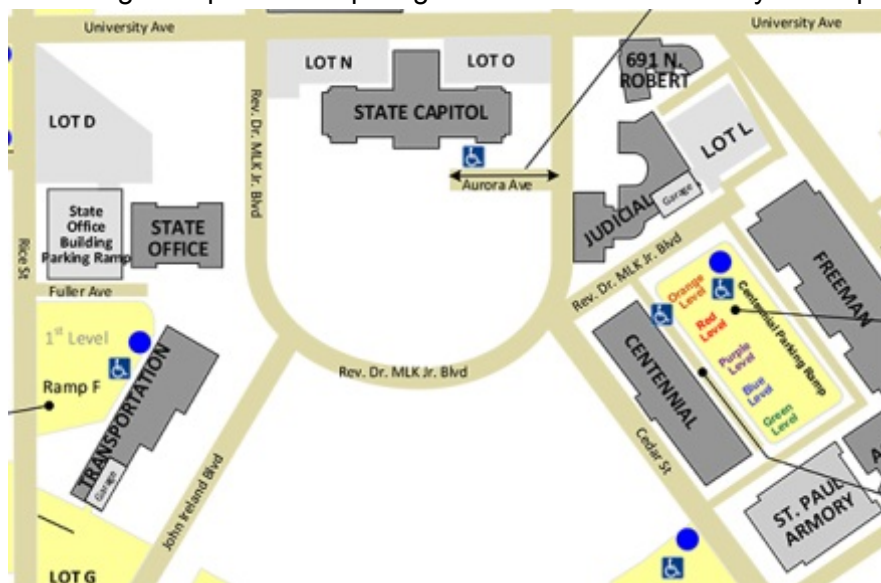 University Ave
University Ave
LOT N
LOT O
691 N.
ROBERT
LOT D
STATE CAPITOL
LOT L
Rev. Dr. MLK Jr. Blvd
Aurora Ave
JUDICIAL
Garage
State
Office
Building
Parking Ramp
STATE
OFFICE
Rice St
Fuller Ave
Rev. Dr. MLK Jr. Blvd
FREEMAN
Orange
Level
Red
Level
Purple
Level
Blue
Level
Green
Level
Centennial Parking Ramp
CENTENNIAL
1st Level
Ramp F
TRANSPORTATION
Garage
Rev. Dr. MLK Jr. Blvd
John Ireland Blvd
Cedar St
ST. PAUL
ARMORY
LOT G